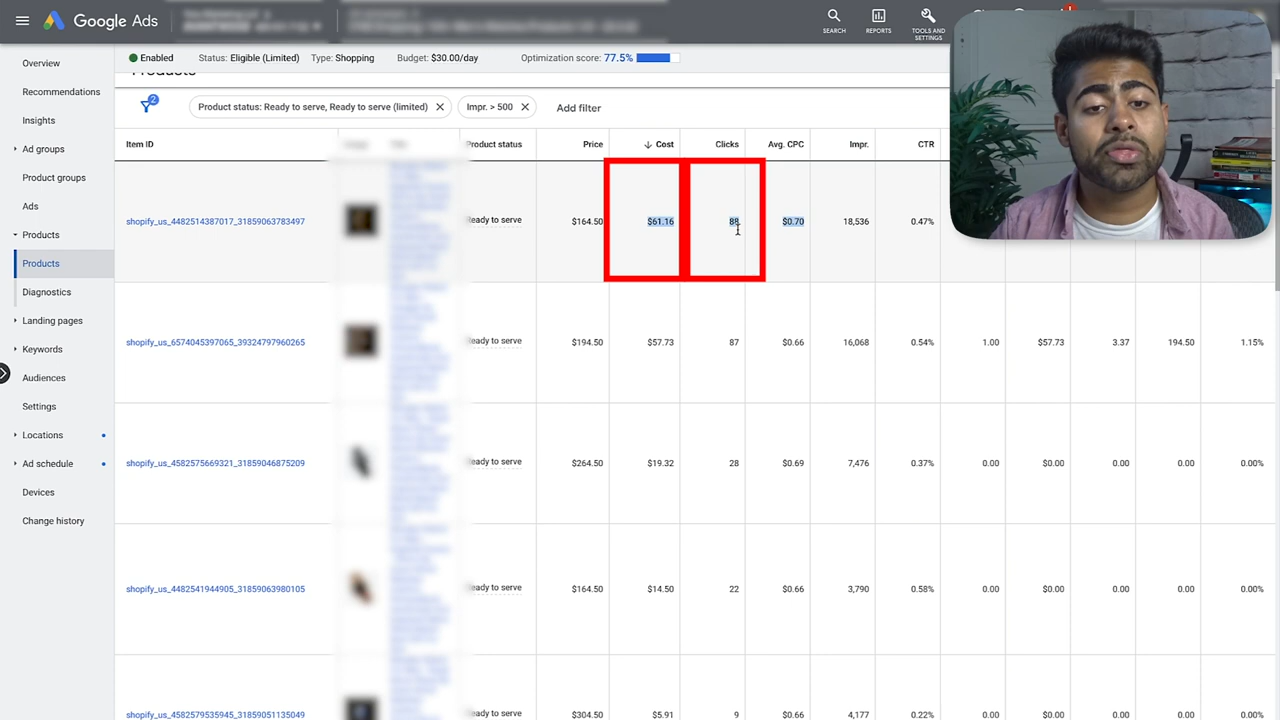 Google Ads
SEARCH
REPORTS
TOOLS AND
SETTINGS
Enabled
Status: Eligible (Limited)
Type: Shopping
Budget: $30.00/day
Optimization score: 77.5%
Overview
Recommendations
Insights
Ad groups
Product groups
Ads
Products
Products
Diagnostics
Landing pages
Keywords
Audiences
Settings
Locations
Ad schedule
Devices
Change history
Products
2
Product status: Ready to serve, Ready to serve (limited)
Impr. > 500
Add filter
Item ID Product status Price Cost Clicks Avg. CPC Impr. CTR
shopify_us_4482514387017_31859063783497 Ready to serve $164.50 $61.16 88 $0.70 18,536 0.47%
shopify_us_6574045397065_39324797960265 Ready to serve $194.50 $57.73 87 $0.66 16,068 0.54% 1.00 $57.73 3.37 194.50 1.15%
shopify_us_4582575669321_31859046875209 Ready to serve $264.50 $19.32 28 $0.69 7,476 0.37% 0.00 $0.00 0.00 0.00 0.00%
shopify_us_4482541944905_31859063980105 Ready to serve $164.50 $14.50 22 $0.66 3,790 0.58% 0.00 $0.00 0.00 0.00 0.00%
shopify_us_4482579535945_31859051135049 Ready to serve $304.50 $5.91 9 $0.66 4,177 0.22% 0.00 $0.00 0.00 0.00 0.00%